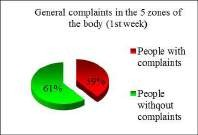 General complaints in the 5 zones of
the body (1st week)
39%
61%
People with
complaints
People withqout
complaints